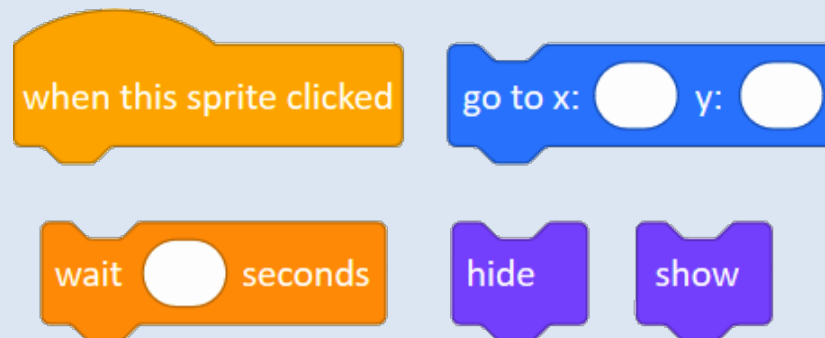 when this sprite clicked
go to x: y:
wait seconds
hide
show